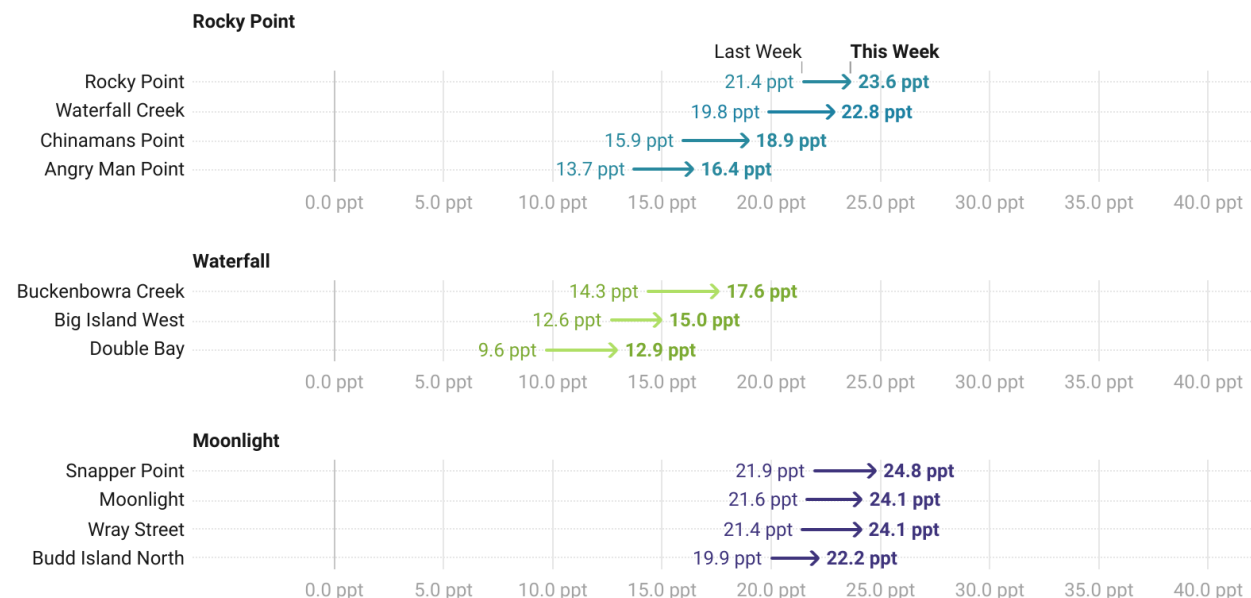 Rocky Point
Last Week This Week
Rocky Point 21.4 ppt 23.6 ppt
Waterfall Creek 19.8 ppt 22.8 ppt
Chinamans Point 15.9 ppt 18.9 ppt
Angry Man Point 13.7 ppt 16.4 ppt
0.0 ppt 5.0 ppt 10.0 ppt 15.0 ppt 20.0 ppt 25.0 ppt 30.0 ppt 35.0 ppt 40.0 ppt
Waterfall
Buckenbowra Creek 14.3 ppt 17.6 ppt
Big Island West 12.6 ppt 15.0 ppt
Double Bay 9.6 ppt 12.9 ppt
0.0 ppt 5.0 ppt 10.0 ppt 15.0 ppt 20.0 ppt 25.0 ppt 30.0 ppt 35.0 ppt 40.0 ppt
Moonlight
Snapper Point 21.9 ppt 24.8 ppt
Moonlight 21.6 ppt 24.1 ppt
Wray Street 21.4 ppt 24.1 ppt
Budd Island North 19.9 ppt 22.2 ppt
0.0 ppt 5.0 ppt 10.0 ppt 15.0 ppt 20.0 ppt 25.0 ppt 30.0 ppt 35.0 ppt 40.0 ppt